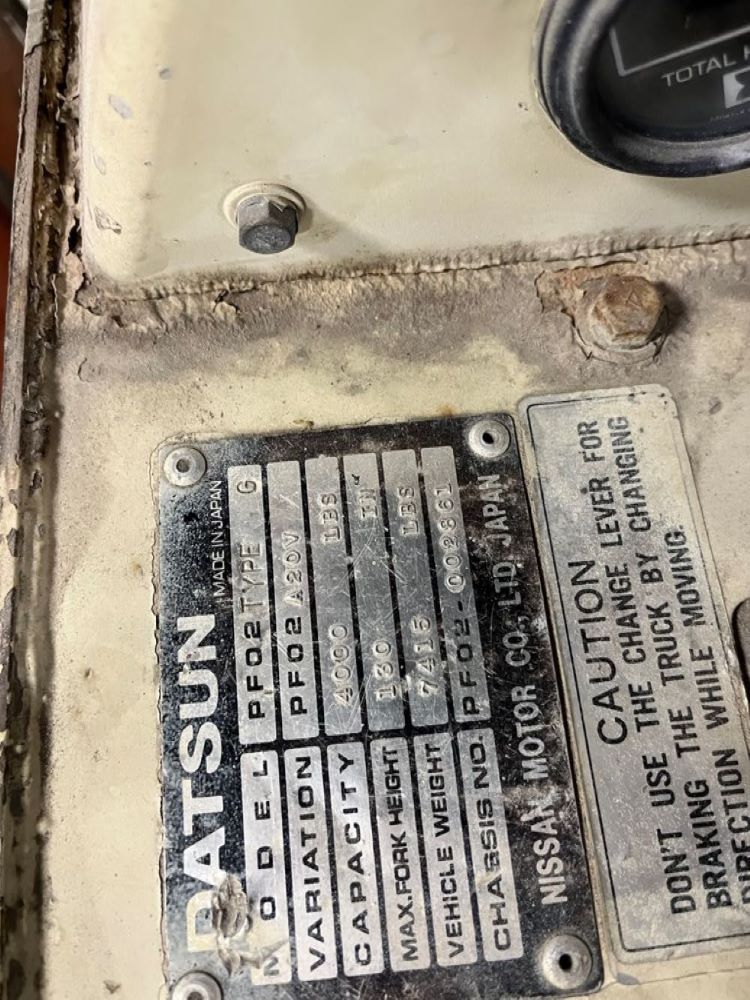 TOTAL
DATSUN MADE IN JAPAN
MODEL PF02 TYPE G
VARIATION PF02 A20V
CAPACITY 4000 LBS
MAX.FORK HEIGHT 130 IN
VEHICLE WEIGHT 7415 LBS
CHASSIS NO. PF02-002861
NISSAN MOTOR CO., LTD. JAPAN
CAUTION
DON'T USE THE CHANGE LEVER FOR
BRAKING THE TRUCK BY CHANGING
DIRECTION WHILE MOVING.